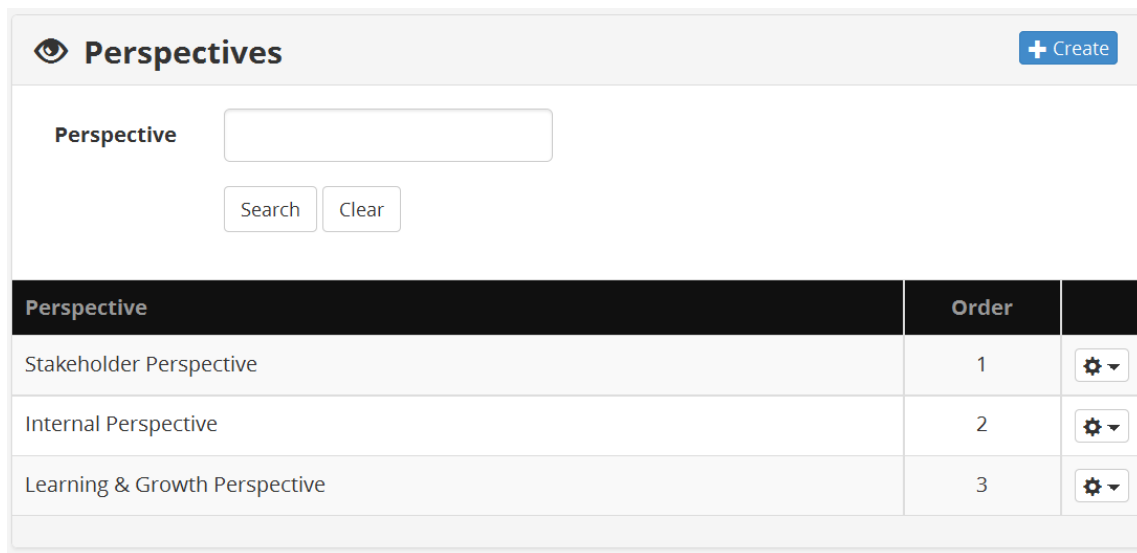 Perspectives
Create
Perspective
Search Clear
Perspective Order
Stakeholder Perspective 1
Internal Perspective 2
Learning & Growth Perspective 3